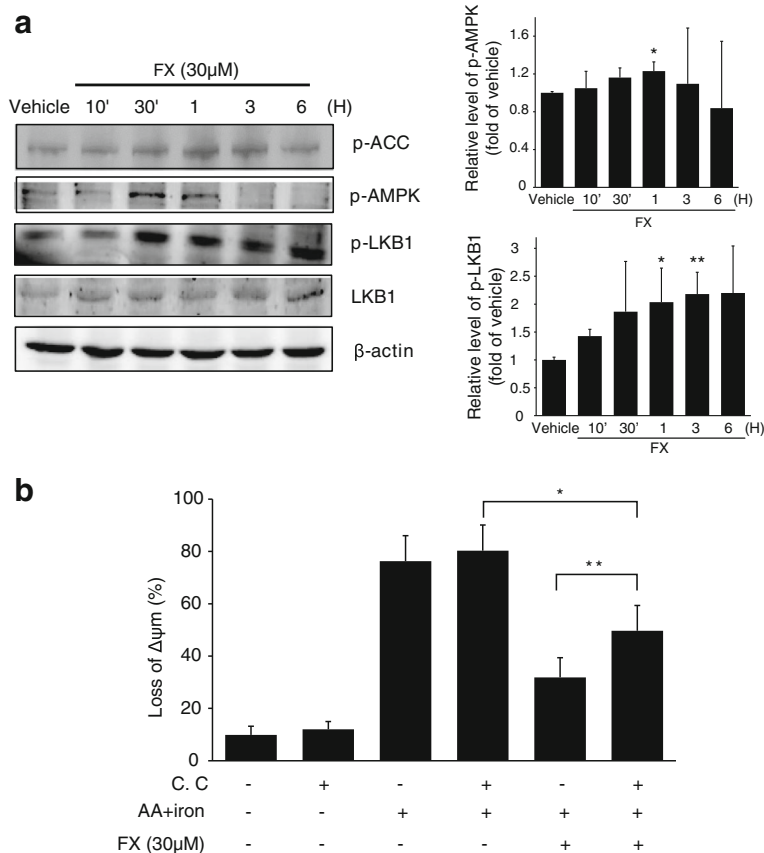 a
FX (30μM)
Vehicle 10' 30' 1 3 6 (H)
p-ACC
p-AMPK
p-LKB1
LKB1
β-actin
Relative level of p-AMPK
(fold of vehicle)
2
1.6
1.2
0.8
0.4
*
Vehicle 10' 30' 1 3 6 (H)
FX
Relative level of p-LKB1
(fold of vehicle)
3
2.5
2
1.5
1
0.5
0
* **
Vehicle 10' 30' 1 3 6 (H)
FX
b
Loss of Δψm (%)
100
80
60
40
20
0
*
**
C. C - + - + - +
AA+iron - - + + + +
FX (30μM) - - - - + +